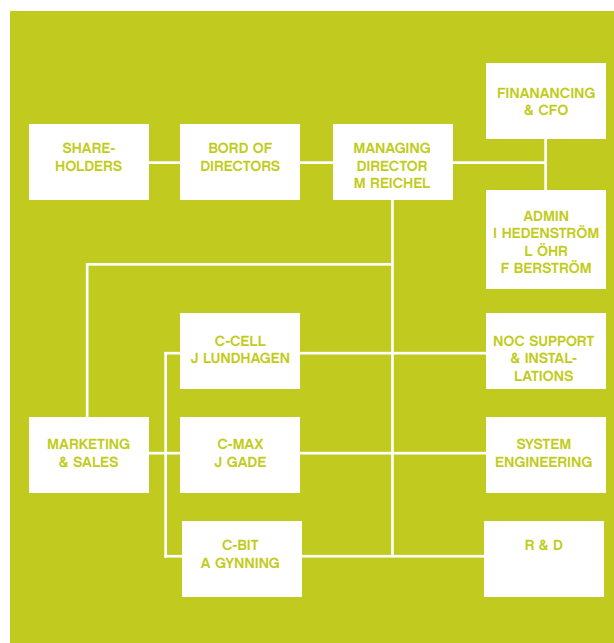 FINANANCING
& CFO
SHARE-
HOLDERS
BORD OF
DIRECTORS
MANAGING
DIRECTOR
M REICHEL
ADMIN
I HEDENSTRÖM
L ÖHR
F BERSTRÖM
C-CELL
J LUNDHAGEN
NOC SUPPORT
& INSTAL-
LATIONS
MARKETING
& SALES
C-MAX
J GADE
SYSTEM
ENGINEERING
C-BIT
A GYNNING
R & D